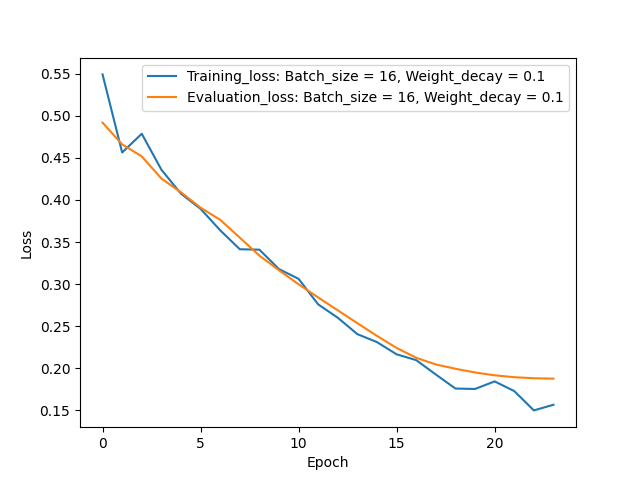 Training_loss: Batch_size = 16, Weight_decay = 0.1
Evaluation_loss: Batch_size = 16, Weight_decay = 0.1
0.55
0.50
0.45
0.40
0.35
0.30
0.25
0.20
0.15
Loss
0 5 10 15 20
Epoch